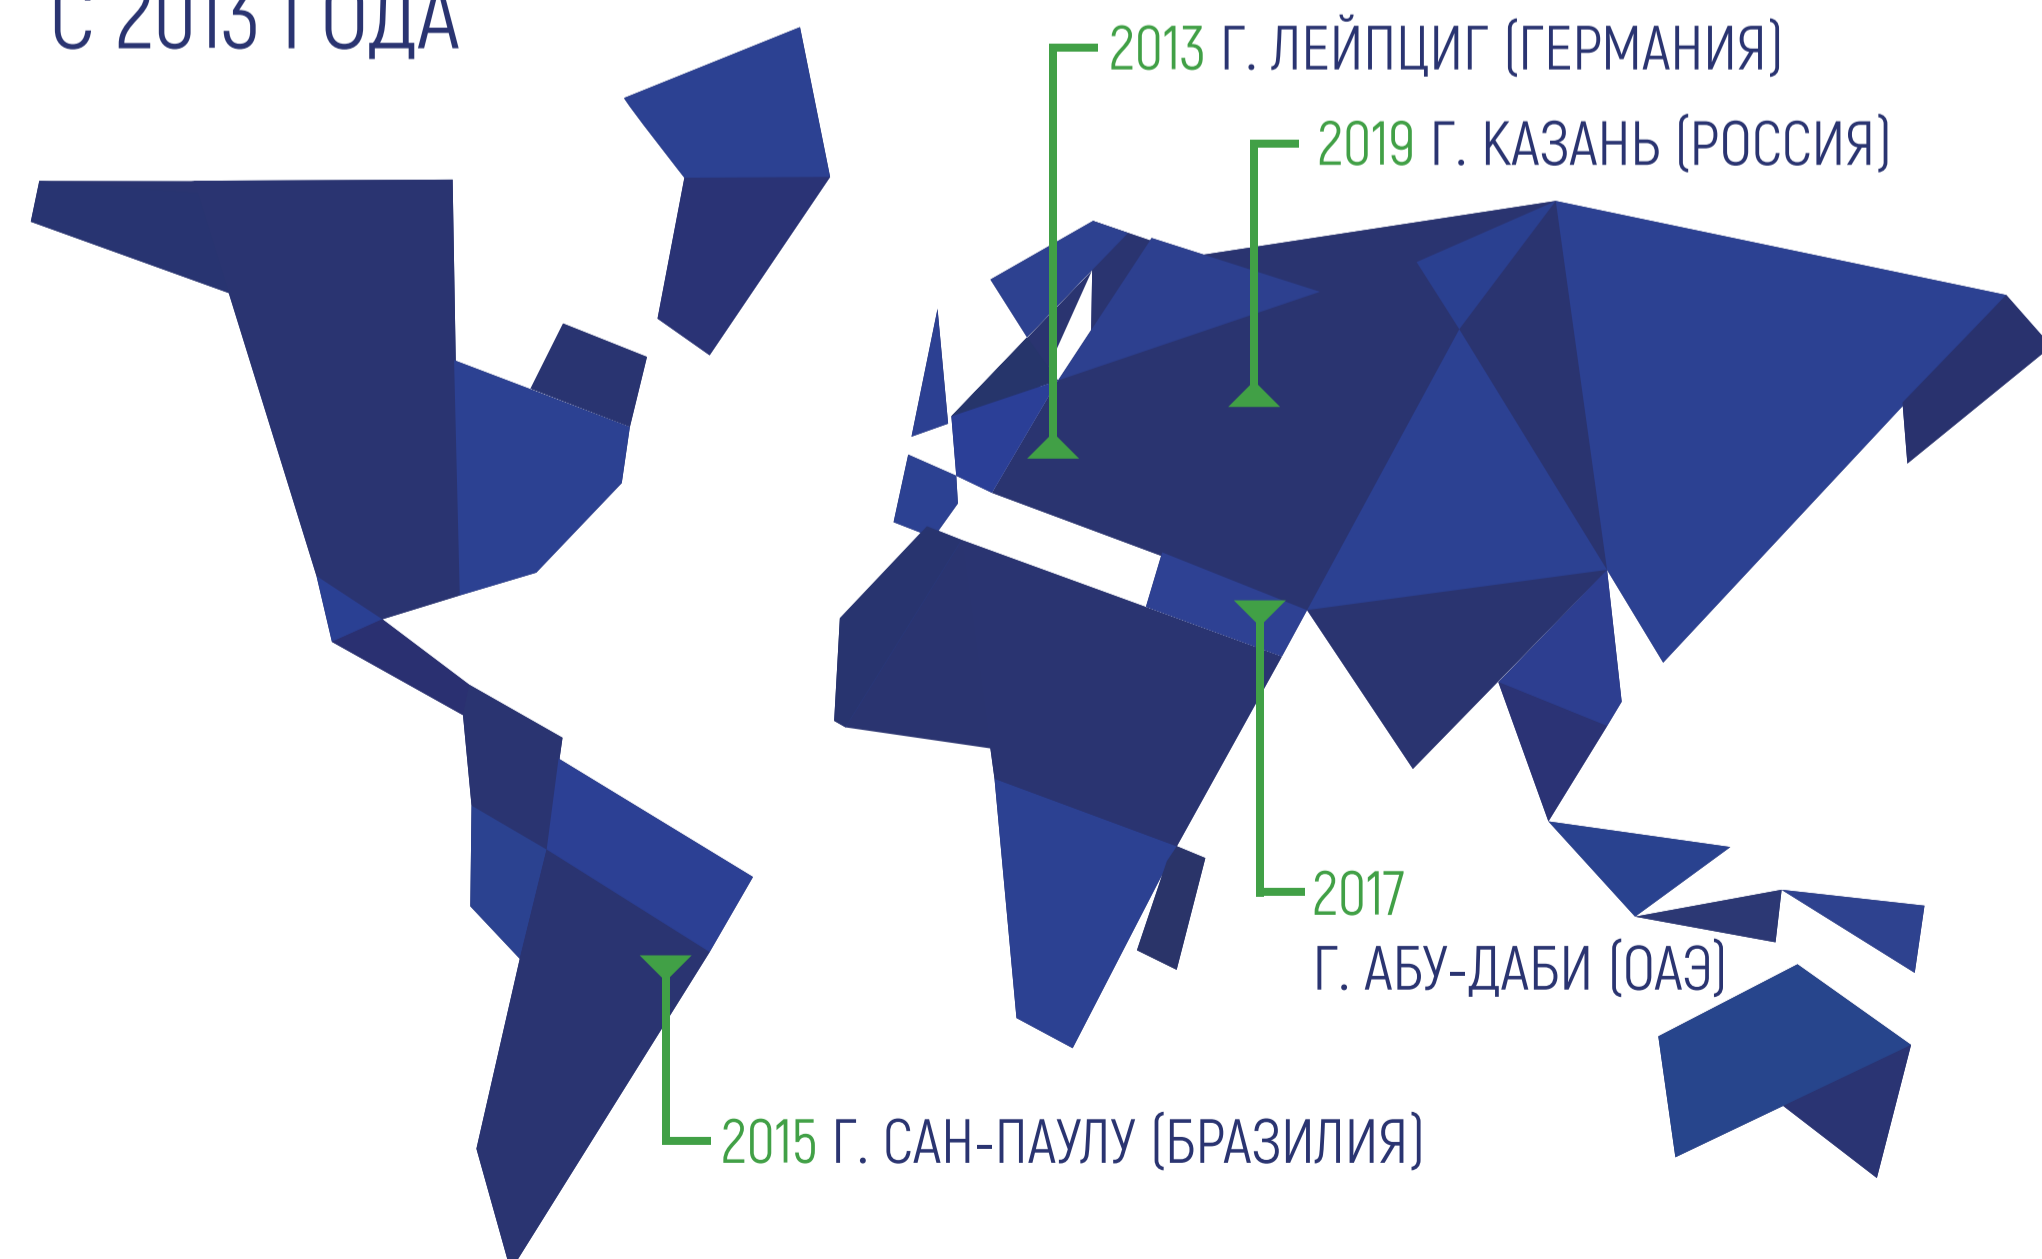 С 2013 ГОДА
2013 Г. ЛЕЙПЦИГ (ГЕРМАНИЯ)
2019 Г. КАЗАНЬ (РОССИЯ)
2017
Г. АБУ-ДАБИ (ОАЭ)
2015 Г. САН-ПАУЛУ (БРАЗИЛИЯ)